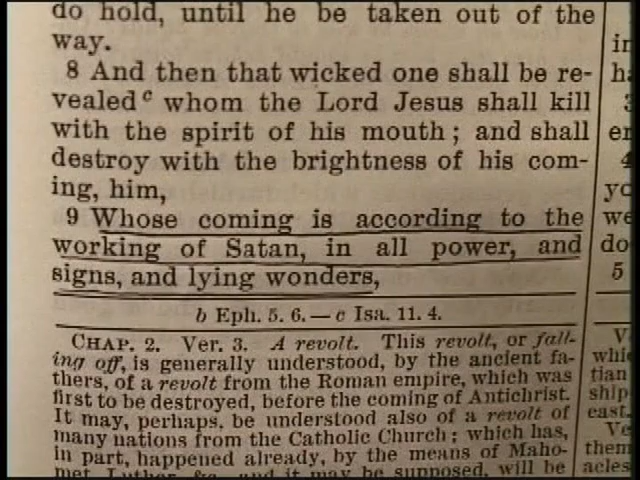 do hold, until he be taken out of the
way.
8 And then that wicked one shall be re-
vealed c whom the Lord Jesus shall kill
with the spirit of his mouth; and shall
destroy with the brightness of his com-
ing, him,
9 Whose coming is according to the
working of Satan, in all power, and
signs, and lying wonders,
b Eph. 5. 6.—c Isa. 11. 4.
CHAP. 2. Ver. 3. A revolt. This revolt, or fall-
ing off, is generally understood, by the ancient fa-
thers, of a revolt from the Roman empire, which was
first to be destroyed, before the coming of Antichrist.
It may, perhaps, be understood also of a revolt of
many nations from the Catholic Church; which has,
in part, happened already, by the means of Maho-
met, Luther, &c. and it may be supposed, will be
4
5
tian
ship
east.
them